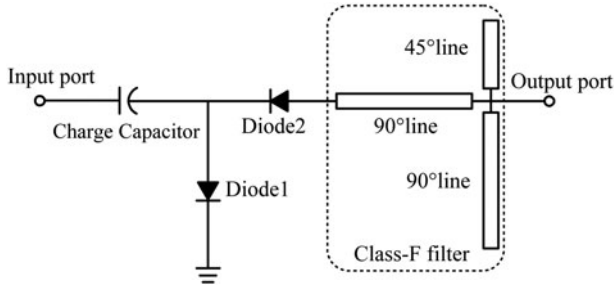 45°line
Input port
Output port
Charge Capacitor
Diode2
90°line
Diode1
90°line
Class-F filter